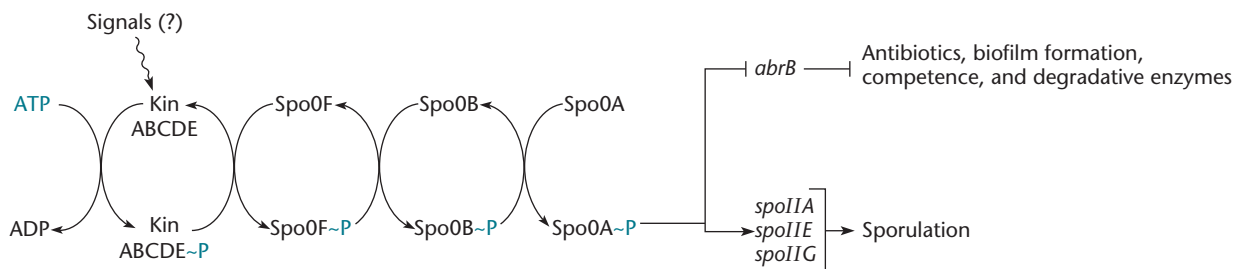 Signals (?)
ATP
Kin
ABCDE
Spo0F
Spo0B
Spo0A
abrB
Antibiotics, biofilm formation,
competence, and degradative enzymes
ADP
Kin
ABCDE~P
Spo0F~P
Spo0B~P
Spo0A~P
spoIIA
spoIIE
spoIIG
Sporulation